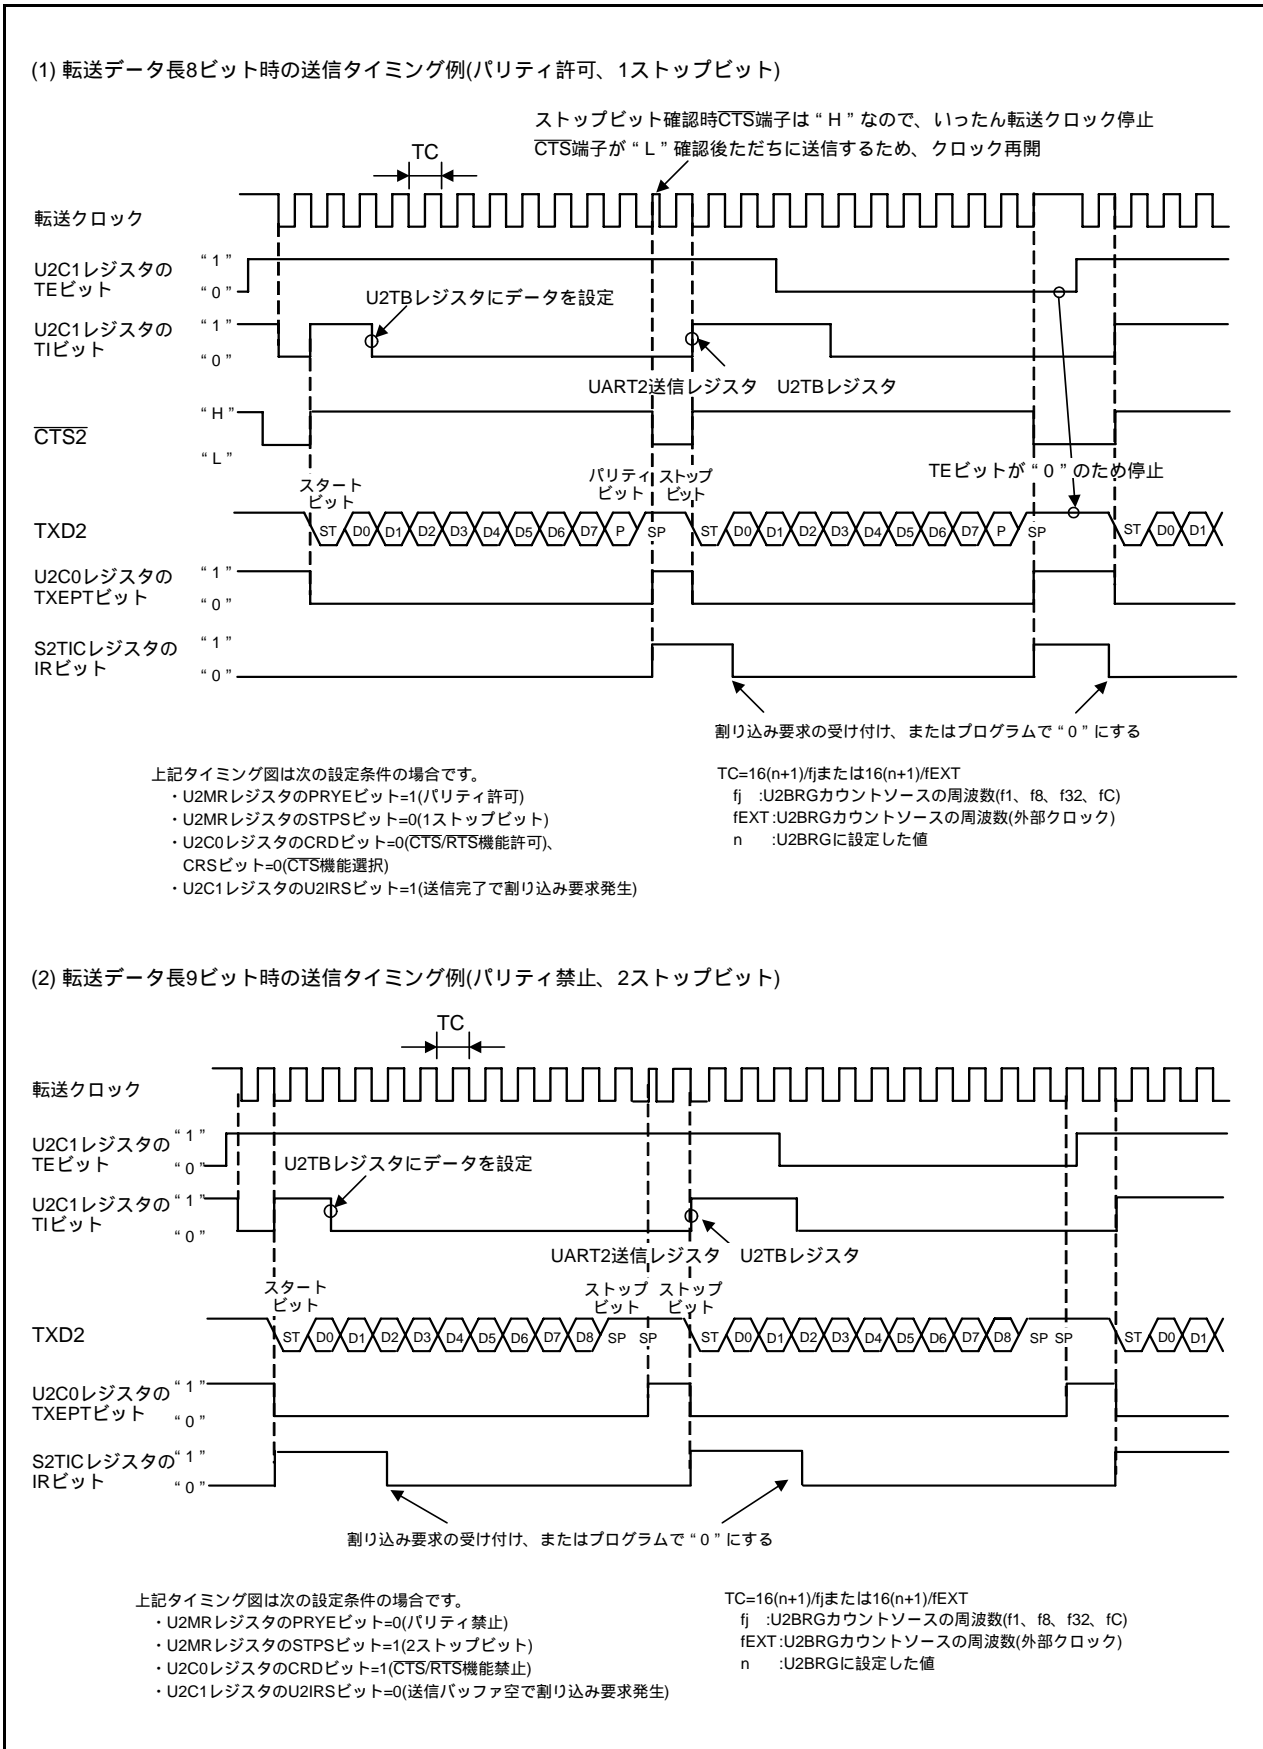 (1) 転送データ長8ビット時の送信タイミング例(パリティ許可、1ストップビット)
ストップビット確認時CTS端子は“H”なので、いったん転送クロック停止
CTS端子が“L”確認後ただちに送信するため、クロック再開
TC
転送クロック
U2C1レジスタの
TEビット
“1”
“0”
U2TBレジスタにデータを設定
U2C1レジスタの
TIビット
“1”
“0”
UART2送信レジスタ U2TBレジスタ
CTS2
“H”
“L”
TEビットが“0”のため停止
スタート
ビット
パリティ
ビット
ストップ
ビット
TXD2
ST D0 D1 D2 D3 D4 D5 D6 D7 P SP ST D0 D1 D2 D3 D4 D5 D6 D7 P SP ST D0 D1
U2C0レジスタの
TXEPTビット
“1”
“0”
S2TICレジスタの
IRビット
“1”
“0”
割り込み要求の受け付け、またはプログラムで“0”にする
上記タイミング図は次の設定条件の場合です。
・U2MRレジスタのPRYEビット=1(パリティ許可)
・U2MRレジスタのSTPSビット=0(1ストップビット)
・U2C0レジスタのCRDビット=0(CTS/RTS機能許可)、
CRSビット=0(CTS機能選択)
・U2C1レジスタのU2IRSビット=1(送信完了で割り込み要求発生)
TC=16(n+1)/fjまたは16(n+1)/fEXT
fj :U2BRGカウントソースの周波数(f1、f8、f32、fC)
fEXT:U2BRGカウントソースの周波数(外部クロック)
n :U2BRGに設定した値
(2) 転送データ長9ビット時の送信タイミング例(パリティ禁止、2ストップビット)
TC
転送クロック
U2C1レジスタの
TEビット
“1”
“0”
U2TBレジスタにデータを設定
U2C1レジスタの
TIビット
“1”
“0”
UART2送信レジスタ U2TBレジスタ
スタート
ビット
ストップ
ビット
ストップ
ビット
TXD2
ST D0 D1 D2 D3 D4 D5 D6 D7 D8 SP SP ST D0 D1 D2 D3 D4 D5 D6 D7 D8 SP SP ST D0 D1
U2C0レジスタの
TXEPTビット
“1”
“0”
S2TICレジスタの
IRビット
“1”
“0”
割り込み要求の受け付け、またはプログラムで“0”にする
上記タイミング図は次の設定条件の場合です。
・U2MRレジスタのPRYEビット=0(パリティ禁止)
・U2MRレジスタのSTPSビット=1(2ストップビット)
・U2C0レジスタのCRDビット=1(CTS/RTS機能禁止)
・U2C1レジスタのU2IRSビット=0(送信バッファ空で割り込み要求発生)
TC=16(n+1)/fjまたは16(n+1)/fEXT
fj :U2BRGカウントソースの周波数(f1、f8、f32、fC)
fEXT:U2BRGカウントソースの周波数(外部クロック)
n :U2BRGに設定した値